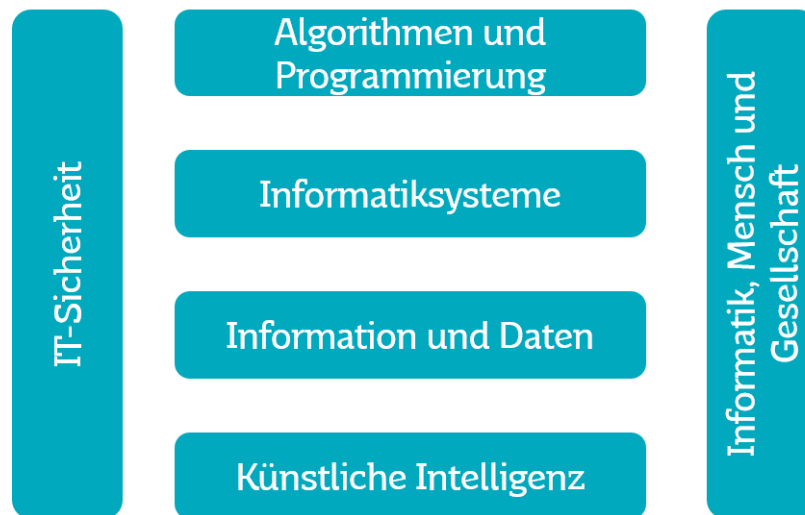 IT-Sicherheit
Algorithmen und
Programmierung
Informatiksysteme
Information und Daten
Künstliche Intelligenz
Informatik, Mensch und
Gesellschaft